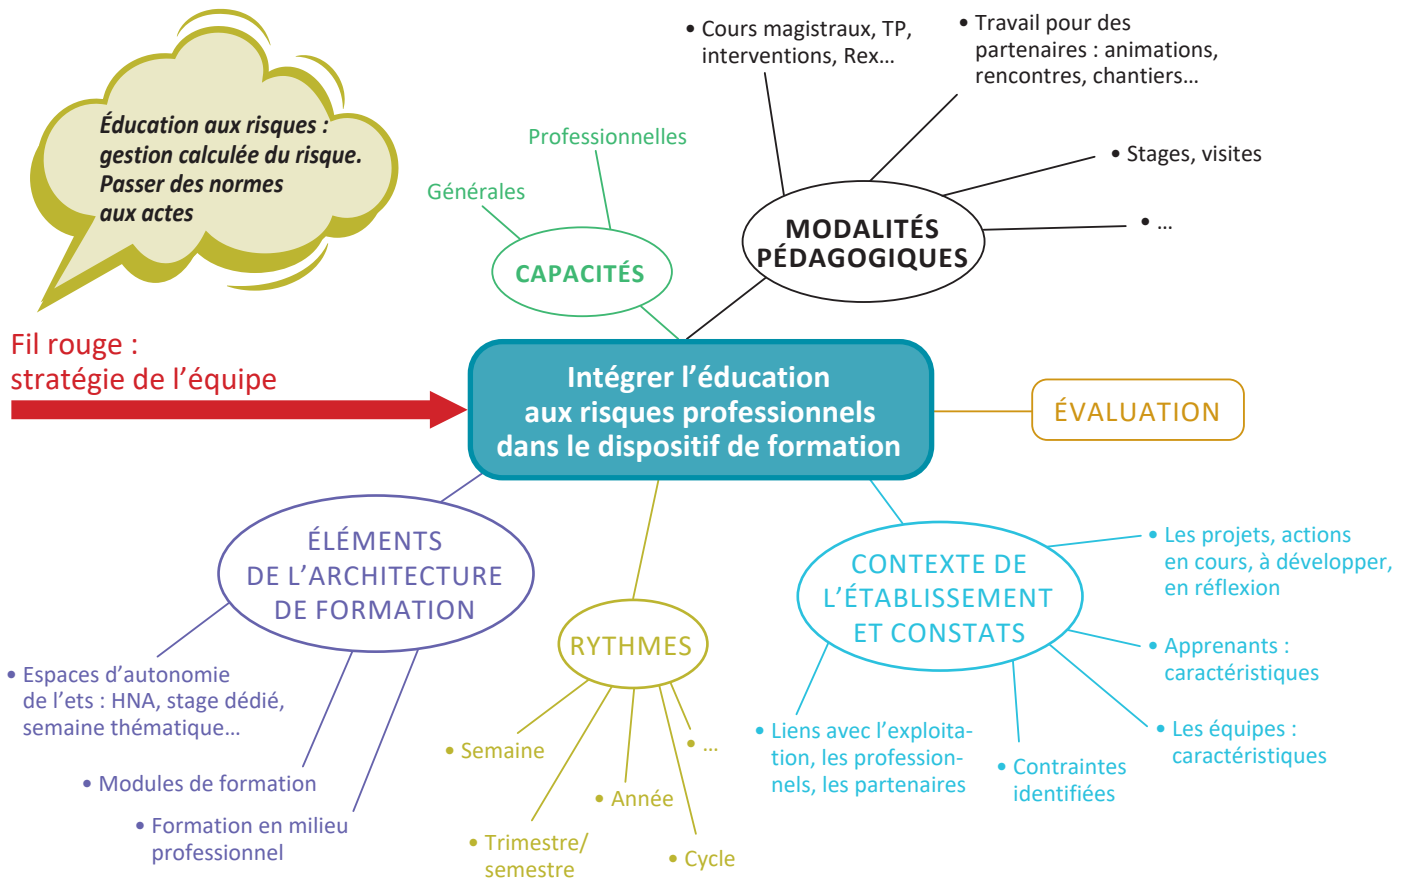 Éducation aux risques :
gestion calculée du risque.
Passer des normes
aux actes
Fil rouge :
stratégie de l’équipe
Professionnelles
Générales
CAPACITÉS
• Cours magistraux, TP,
interventions, Rex…
• Travail pour des
partenaires : animations,
rencontres, chantiers…
• Stages, visites
• …
MODALITÉS
PÉDAGOGIQUES
Intégrer l’éducation
aux risques professionnels
dans le dispositif de formation
ÉVALUATION
ÉLÉMENTS
DE L’ARCHITECTURE
DE FORMATION
• Espaces d’autonomie
de l’ets : HNA, stage dédié,
semaine thématique…
• Modules de formation
• Formation en milieu
professionnel
RYTHMES
• Semaine
• Trimestre/
semestre
• Année
• Cycle
• …
CONTEXTE DE
L’ÉTABLISSEMENT
ET CONSTATS
• Les projets, actions
en cours, à développer,
en réflexion
• Apprenants :
caractéristiques
• Les équipes :
caractéristiques
• Contraintes
identifiées
• Liens avec l’exploita-
tion, les profession-
nels, les partenaires